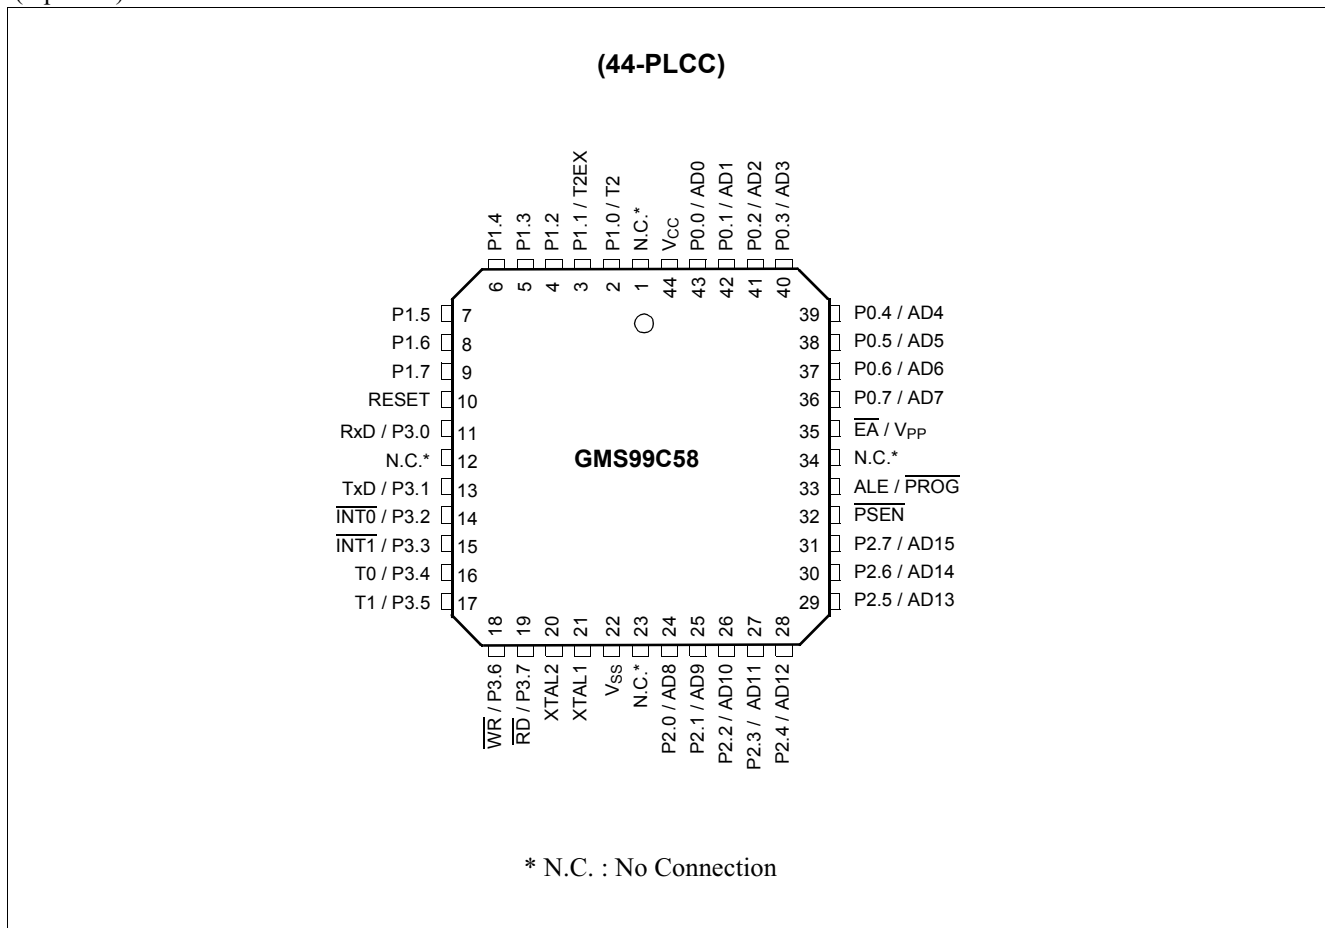 (44-PLCC)
P1.4
P1.3
P1.2
P1.1 / T2EX
P1.0 / T2
N.C.*
VCC
P0.0 / AD0
P0.1 / AD1
P0.2 / AD2
P0.3 / AD3
6
5
4
3
2
1
44
43
42
41
40
P1.5 7
P1.6 8
P1.7 9
RESET 10
RxD / P3.0 11
N.C.* 12
TxD / P3.1 13
I̅N̅T̅0̅ / P3.2 14
I̅N̅T̅1̅ / P3.3 15
T0 / P3.4 16
T1 / P3.5 17
GMS99C58
39 P0.4 / AD4
38 P0.5 / AD5
37 P0.6 / AD6
36 P0.7 / AD7
35 E̅A̅ / VPP
34 N.C.*
33 ALE / P̅R̅O̅G̅
32 P̅S̅E̅N̅
31 P2.7 / AD15
30 P2.6 / AD14
29 P2.5 / AD13
18
19
20
21
22
23
24
25
26
27
28
W̅R̅ / P3.6
R̅D̅ / P3.7
XTAL2
XTAL1
VSS
N.C.*
P2.0 / AD8
P2.1 / AD9
P2.2 / AD10
P2.3 / AD11
P2.4 / AD12
* N.C. : No Connection